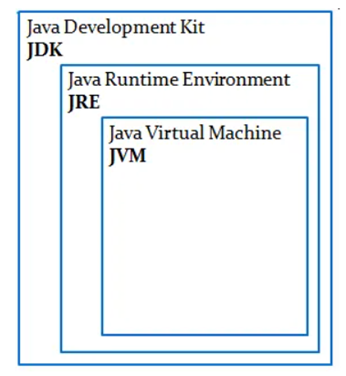 Java Development Kit
JDK
Java Runtime Environment
JRE
Java Virtual Machine
JVM